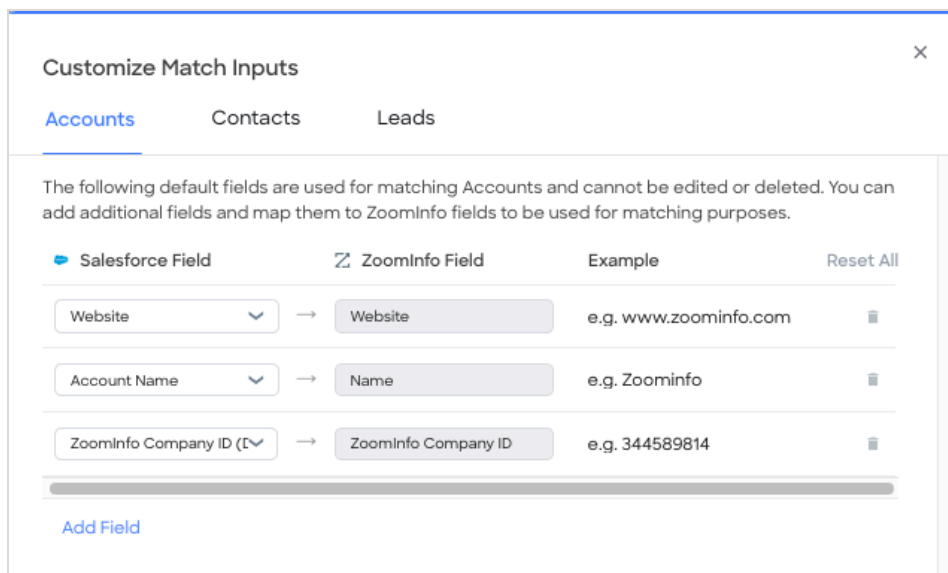 Customize Match Inputs
Accounts Contacts Leads
The following default fields are used for matching Accounts and cannot be edited or deleted. You can
add additional fields and map them to ZoomInfo fields to be used for matching purposes.
Salesforce Field ZoomInfo Field Example Reset All
Website → Website e.g. www.zoominfo.com
Account Name → Name e.g. Zoominfo
ZoomInfo Company ID (D → ZoomInfo Company ID e.g. 344589814
Add Field